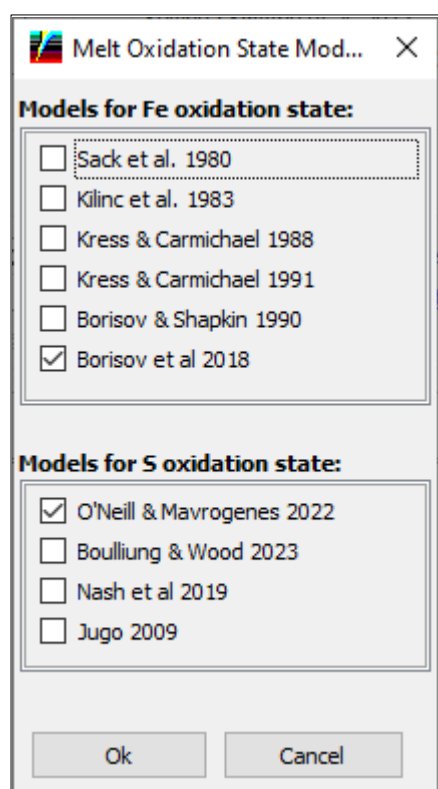 Melt Oxidation State Mod...
Models for Fe oxidation state:
Sack et al. 1980
Kilinc et al. 1983
Kress & Carmichael 1988
Kress & Carmichael 1991
Borisov & Shapkin 1990
Borisov et al 2018
Models for S oxidation state:
O'Neill & Mavrogenes 2022
Boulliung & Wood 2023
Nash et al 2019
Jugo 2009
Ok Cancel